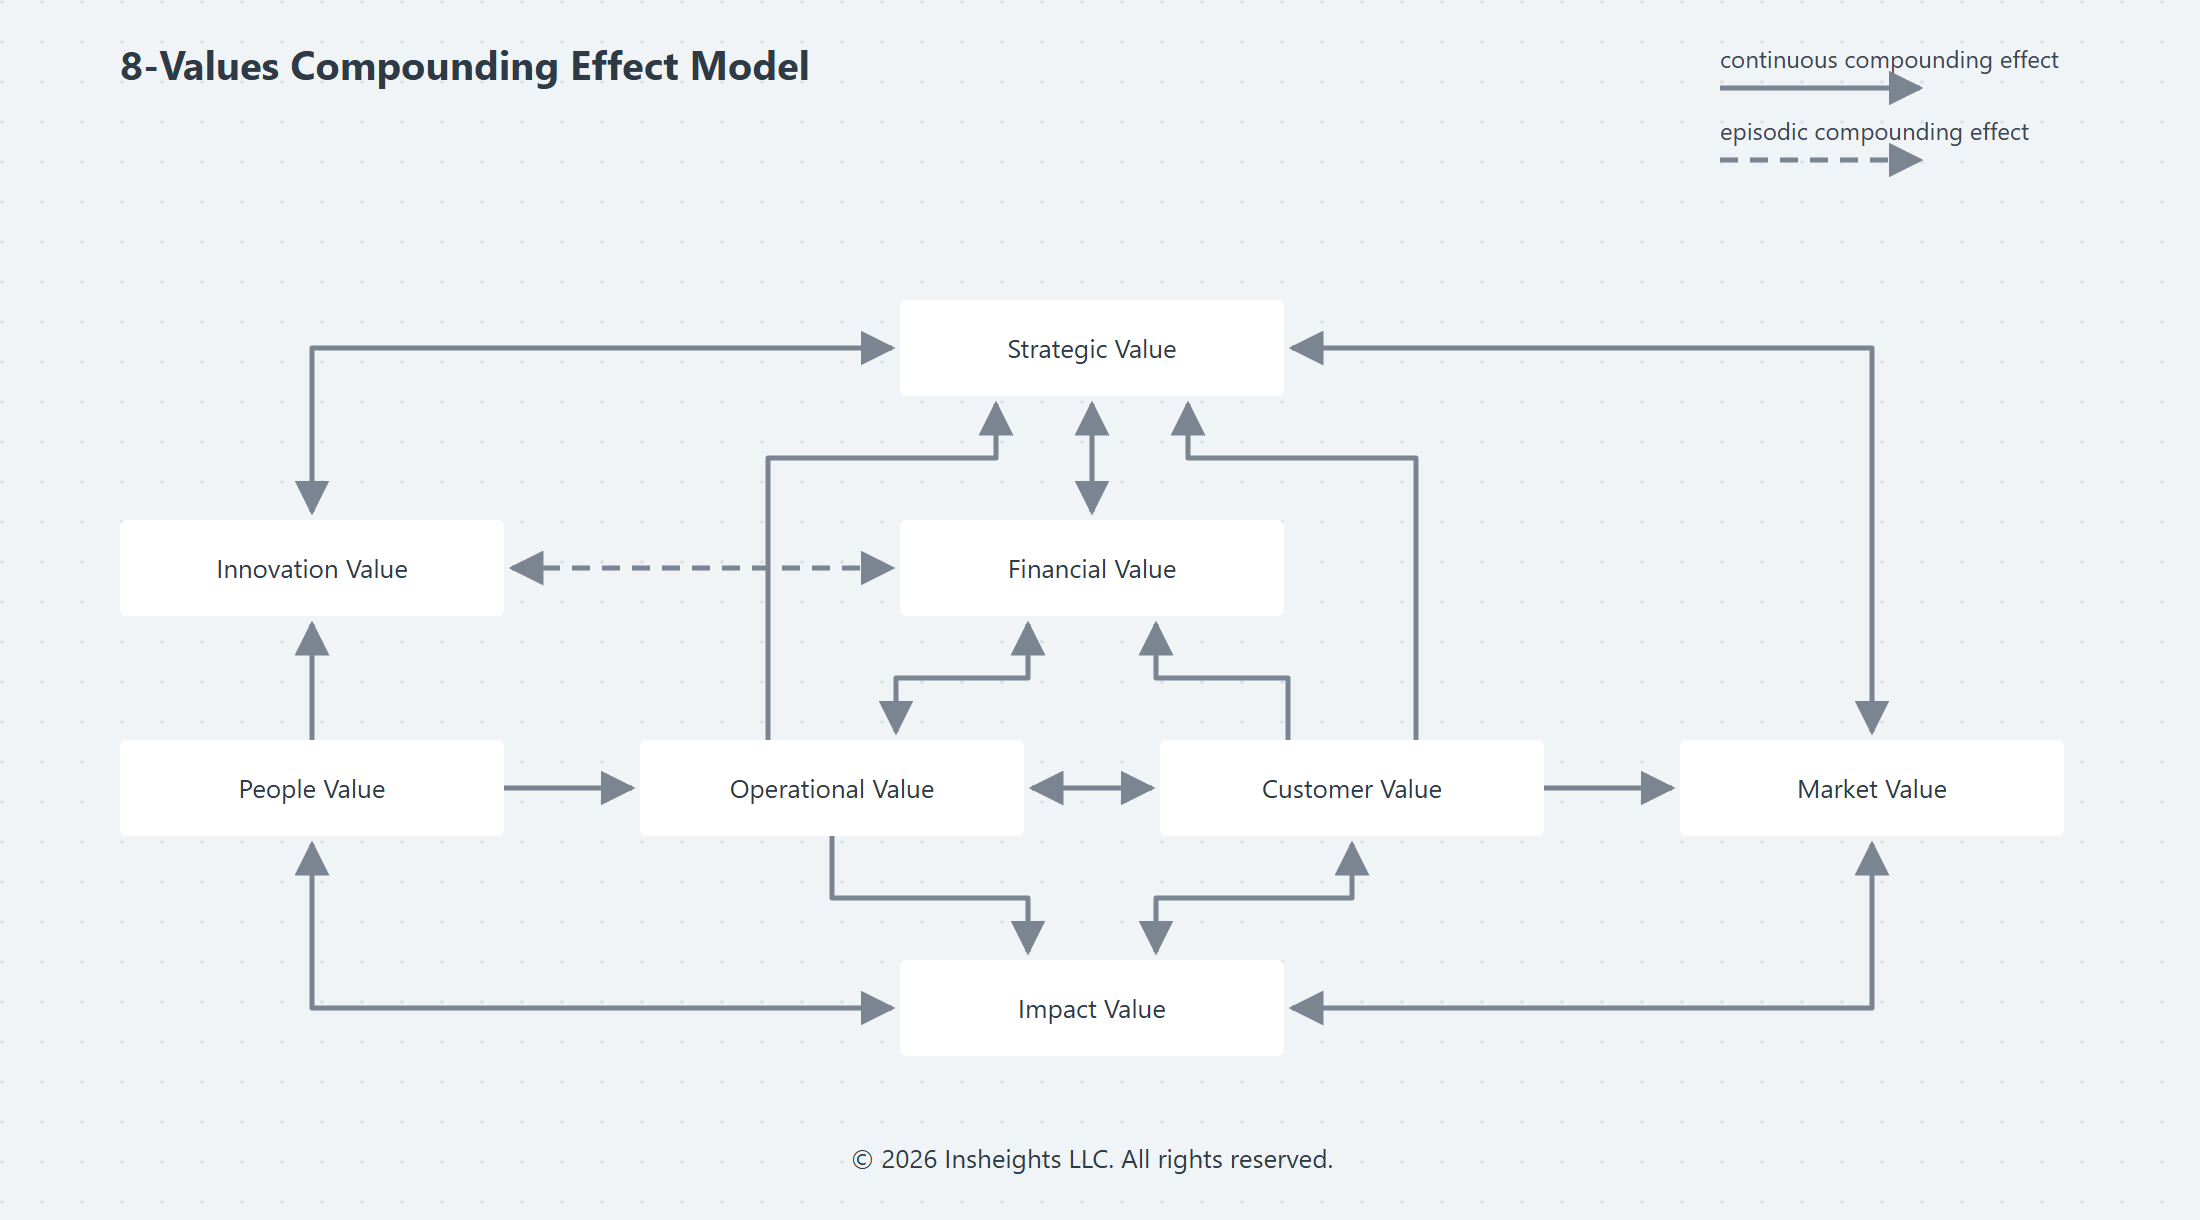 8-Values Compounding Effect Model
continuous compounding effect
episodic compounding effect
Strategic Value
Innovation Value
Financial Value
People Value
Operational Value
Customer Value
Market Value
Impact Value
© 2026 Insheights LLC. All rights reserved.